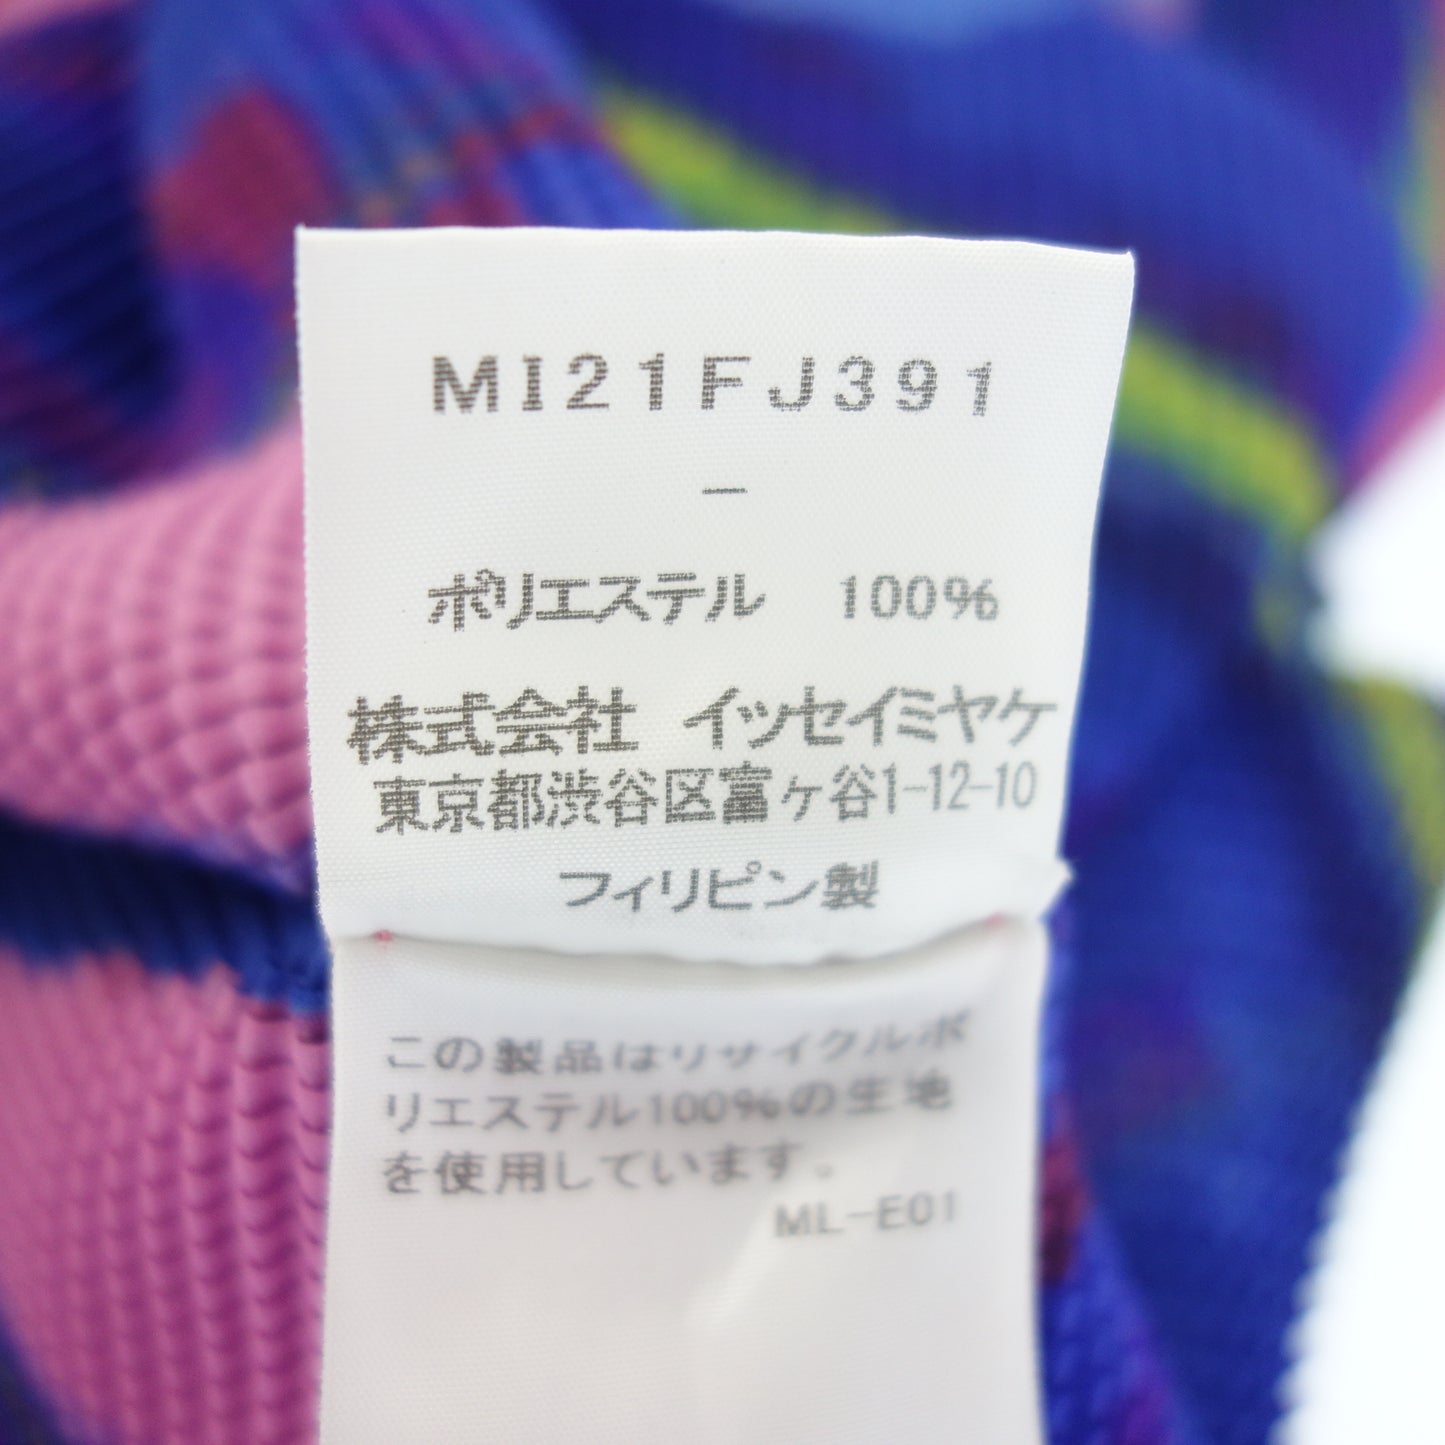 MI21FJ391
−
ポリエステル 100%
株式会社 イッセイミヤケ
東京都渋谷区富ヶ谷1-12-10
フィリピン製
この製品はリサイクルポ
リエステル100%の生地
を使用しています。
ML-E01